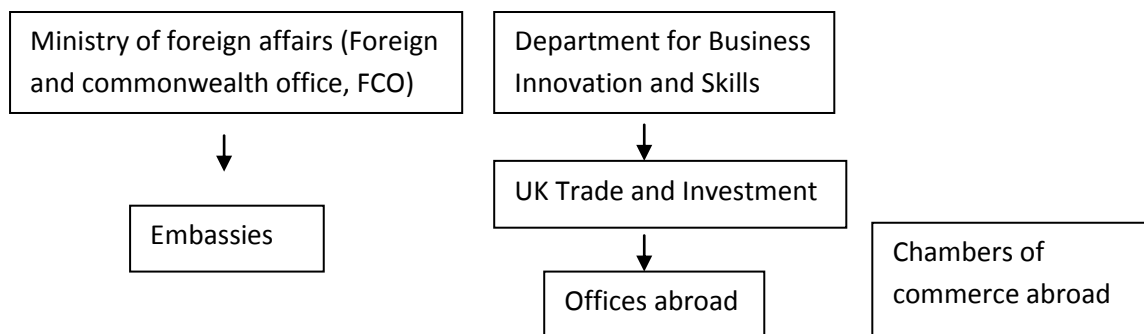 Ministry of foreign affairs (Foreign
and commonwealth office, FCO)
Department for Business
Innovation and Skills
UK Trade and Investment
Embassies
Offices abroad
Chambers of
commerce abroad